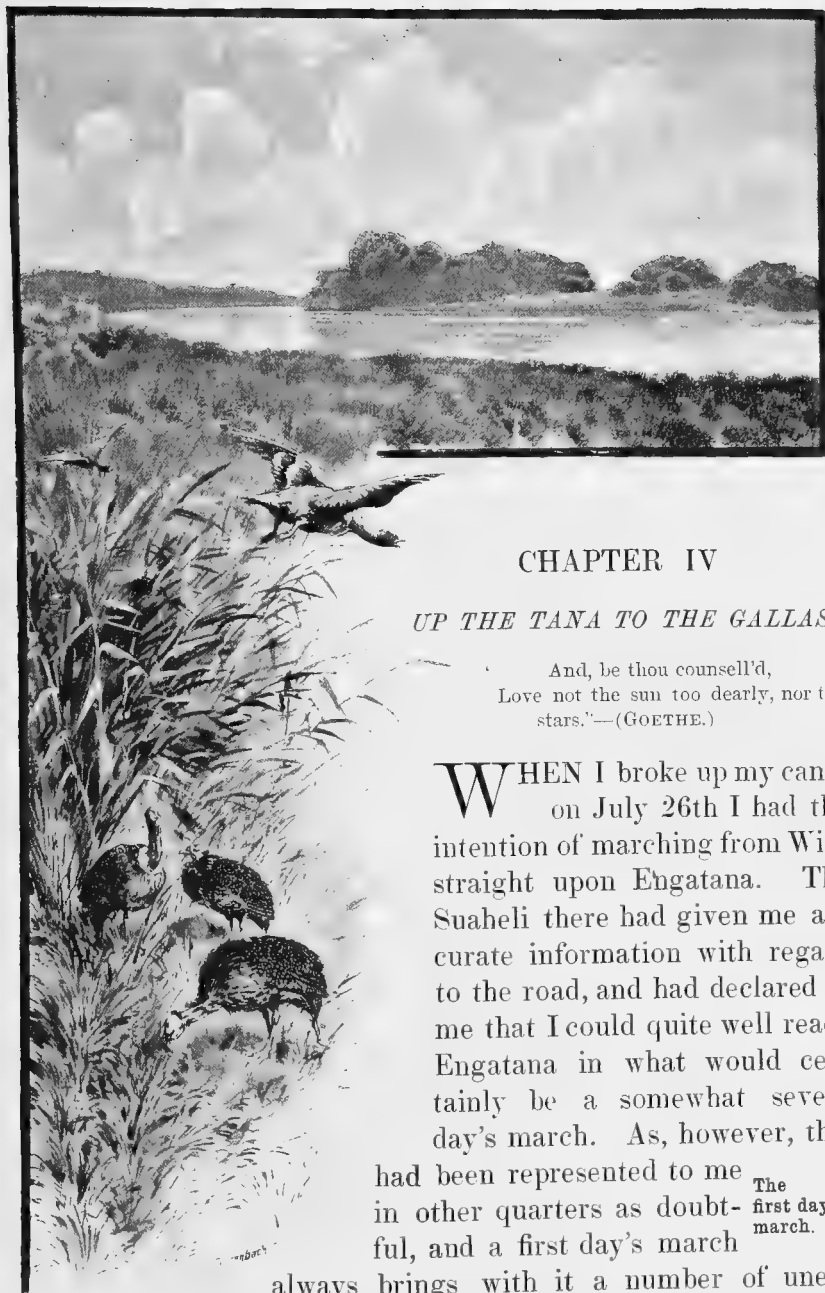 CHAPTER IV
UP THE TANA TO THE GALLAS
And, be thou counsell'd,
Love not the sun too dearly, nor t
stars."—(GOETHE.)
WHEN I broke up my cam
on July 26th I had th
intention of marching from Wi
straight upon Engatana. Th
Suaheli there had given me a
curate information with rega
to the road, and had declared
me that I could quite well rea
Engatana in what would ce
tainly be a somewhat seve
day's march. As, however, th
had been represented to me
in other quarters as doubt-
ful, and a first day's march
The
first day
march.
always brings with it a number of une